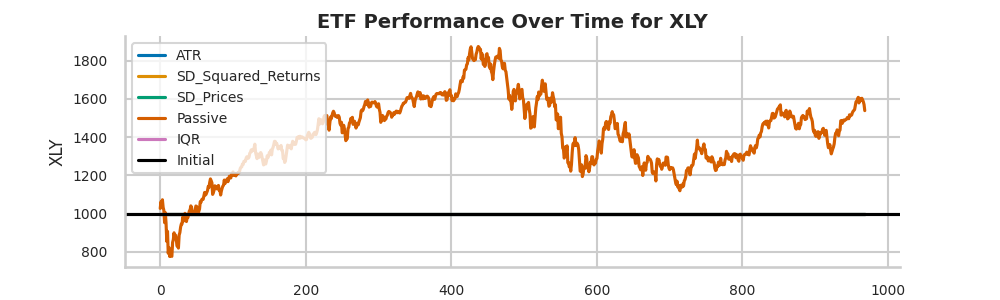 ETF Performance Over Time for XLY
XLY
1800
1600
1400
1200
1000
800
ATR
SD_Squared_Returns
SD_Prices
Passive
IQR
Initial
0
200
400
600
800
1000